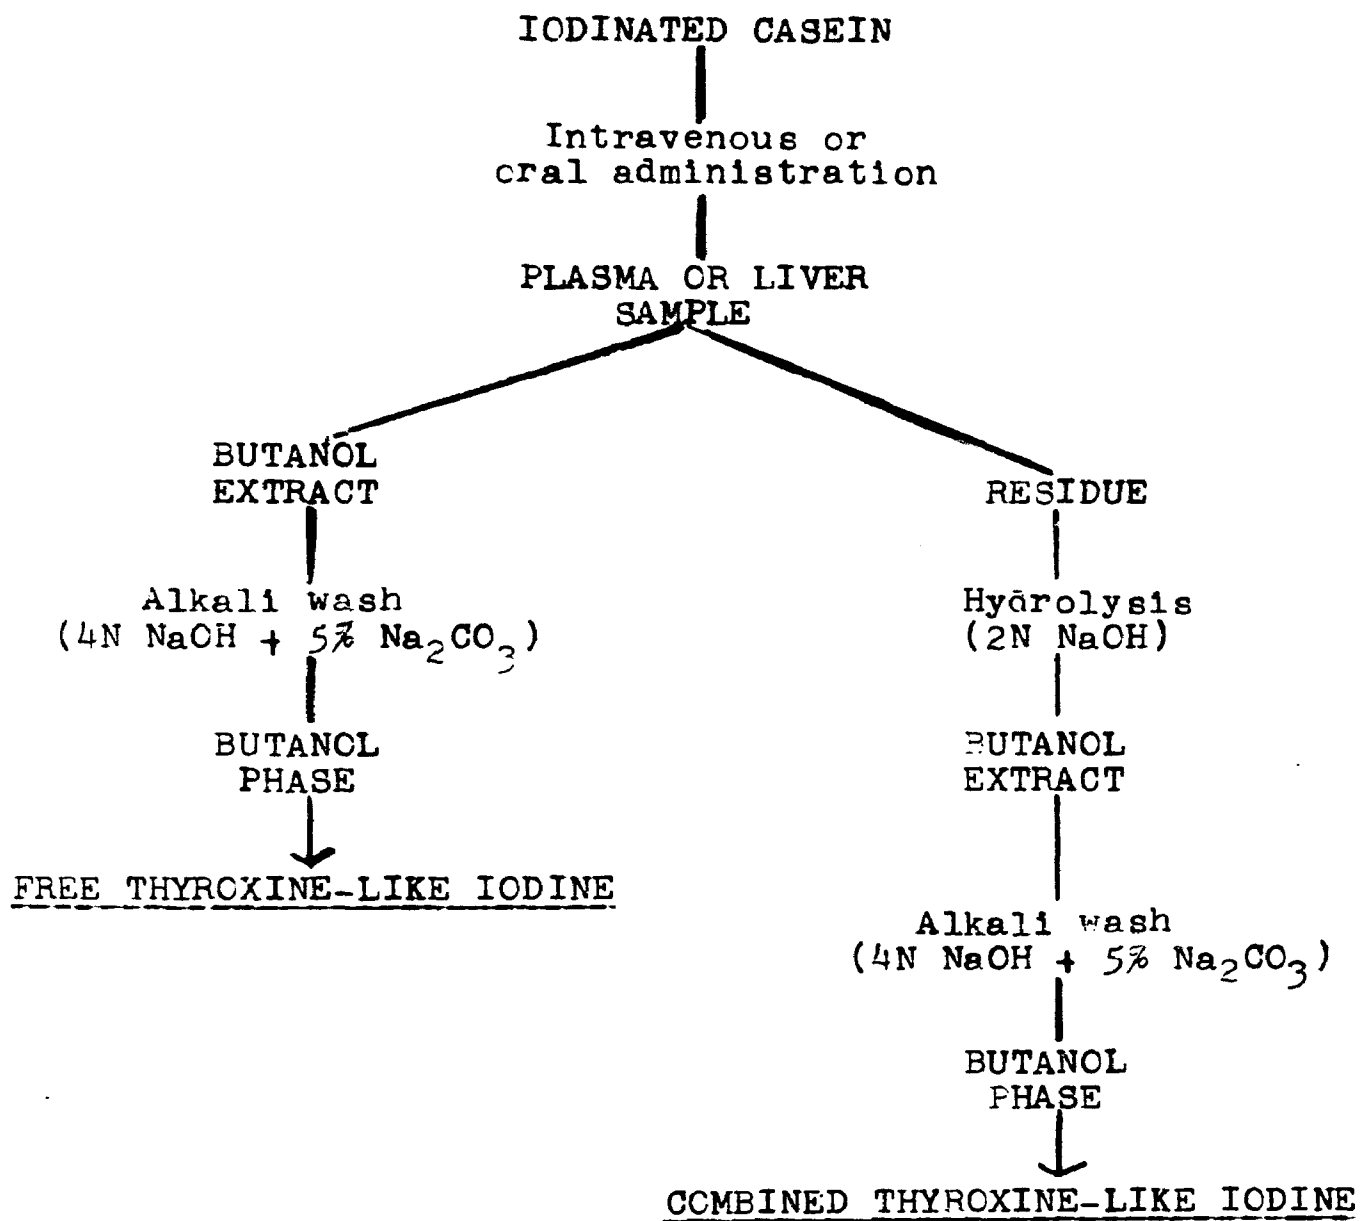 IODINATED CASEIN
Intravenous or
oral administration
PLASMA OR LIVER
SAMPLE
BUTANOL
EXTRACT
Alkali wash
(4N NaOH + 5% Na₂CO₃)
BUTANOL
PHASE
FREE THYROXINE-LIKE IODINE
RESIDUE
Hydrolysis
(2N NaOH)
BUTANOL
EXTRACT
Alkali wash
(4N NaOH + 5% Na₂CO₃)
BUTANOL
PHASE
COMBINED THYROXINE-LIKE IODINE